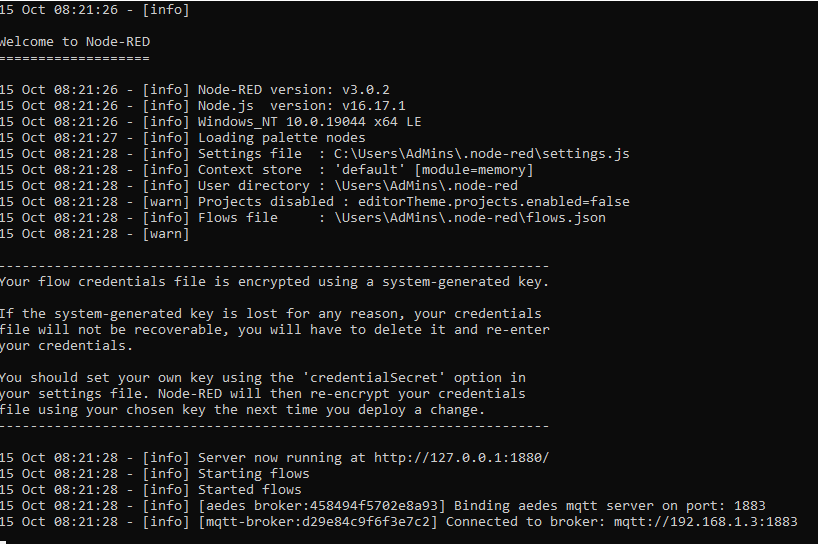 15 Oct 08:21:26 - [info]
Welcome to Node-RED
===================
15 Oct 08:21:26 - [info] Node-RED version: v3.0.2
15 Oct 08:21:26 - [info] Node.js  version: v16.17.1
15 Oct 08:21:26 - [info] Windows_NT 10.0.19044 x64 LE
15 Oct 08:21:27 - [info] Loading palette nodes
15 Oct 08:21:28 - [info] Settings file  : C:\Users\AdMins\.node-red\settings.js
15 Oct 08:21:28 - [info] Context store  : 'default' [module=memory]
15 Oct 08:21:28 - [info] User directory : \Users\AdMins\.node-red
15 Oct 08:21:28 - [warn] Projects disabled : editorTheme.projects.enabled=false
15 Oct 08:21:28 - [info] Flows file     : \Users\AdMins\.node-red\flows.json
15 Oct 08:21:28 - [warn]
---------------------------------------------------------------------
Your flow credentials file is encrypted using a system-generated key.
If the system-generated key is lost for any reason, your credentials
file will not be recoverable, you will have to delete it and re-enter
your credentials.
You should set your own key using the 'credentialSecret' option in
your settings file. Node-RED will then re-encrypt your credentials
file using your chosen key the next time you deploy a change.
---------------------------------------------------------------------
15 Oct 08:21:28 - [info] Server now running at http://127.0.0.1:1880/
15 Oct 08:21:28 - [info] Starting flows
15 Oct 08:21:28 - [info] Started flows
15 Oct 08:21:28 - [info] [aedes broker:458494f5702e8a93] Binding aedes mqtt server on port: 1883
15 Oct 08:21:28 - [info] [mqtt-broker:d29e84c9f6f3e7c2] Connected to broker: mqtt://192.168.1.3:1883